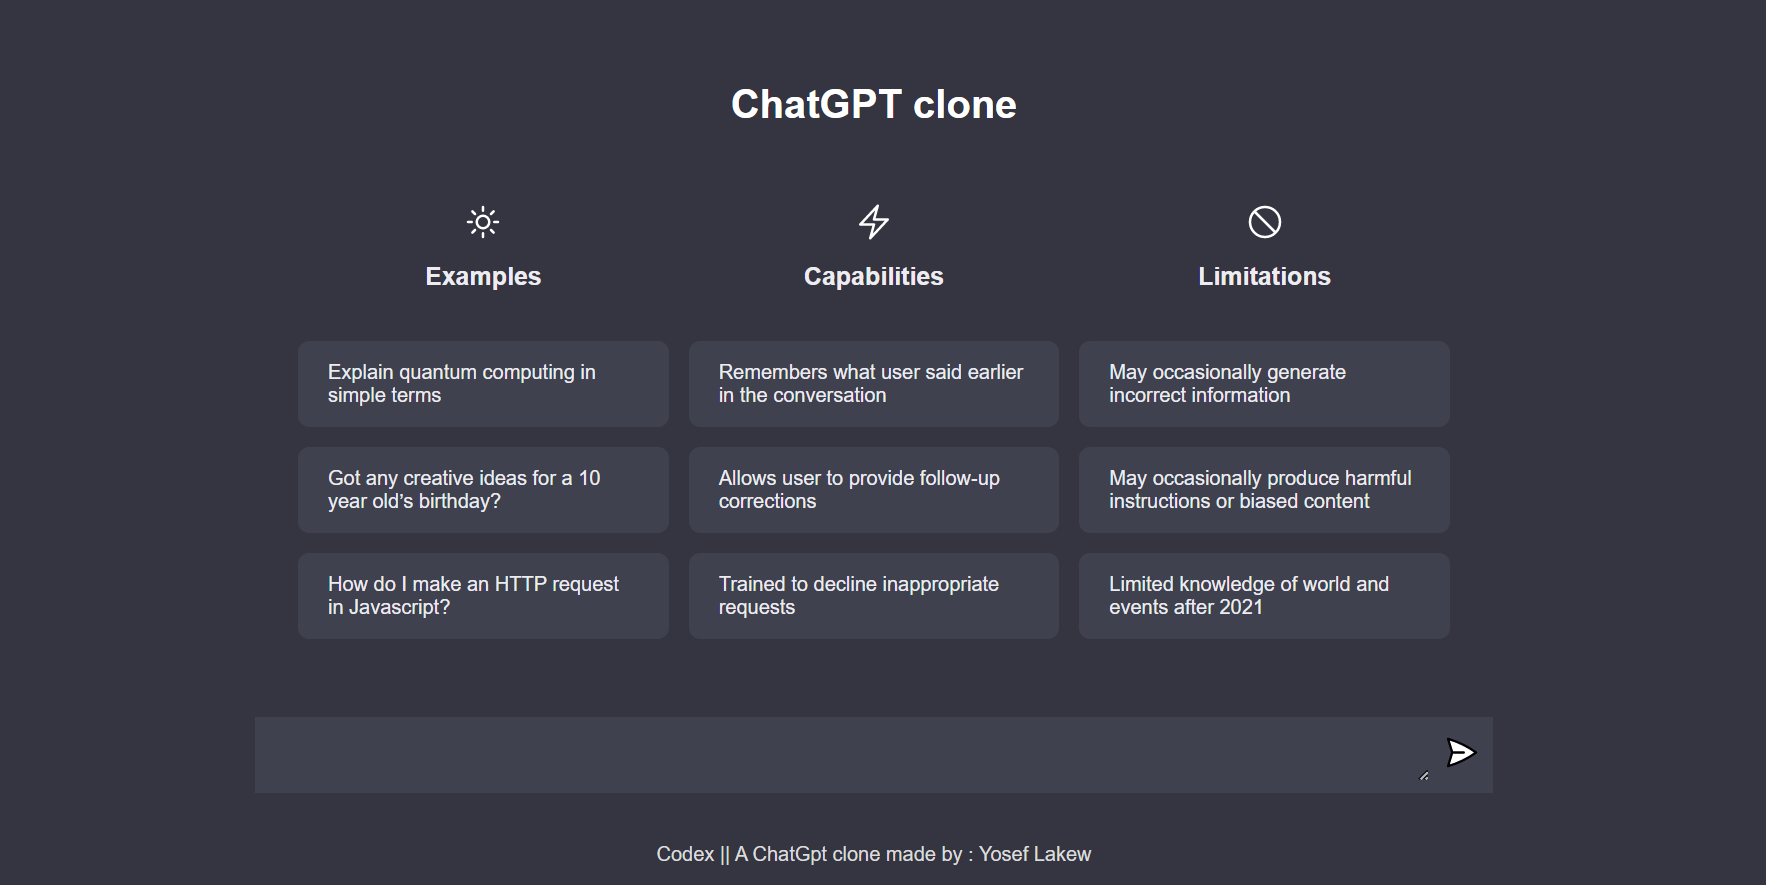 ChatGPT clone
Examples
Explain quantum computing in
simple terms
Got any creative ideas for a 10
year old’s birthday?
How do I make an HTTP request
in Javascript?
Capabilities
Remembers what user said earlier
in the conversation
Allows user to provide follow-up
corrections
Trained to decline inappropriate
requests
Limitations
May occasionally generate
incorrect information
May occasionally produce harmful
instructions or biased content
Limited knowledge of world and
events after 2021
Codex || A ChatGpt clone made by : Yosef Lakew